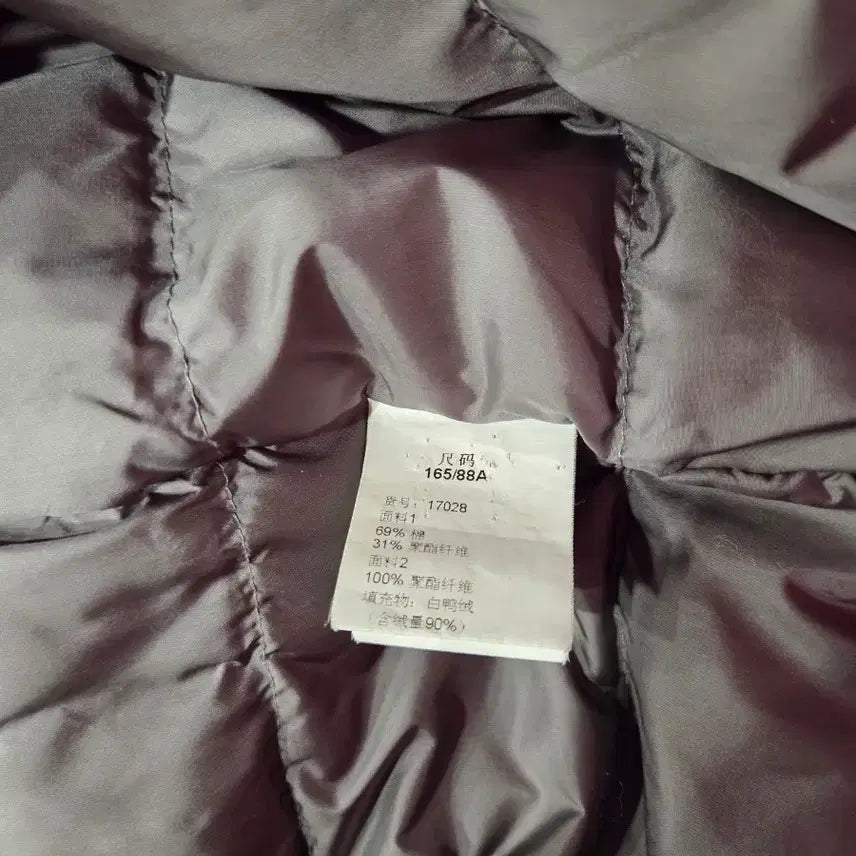 尺码
165/88A
货号：17028
面料1
69% 棉
31% 聚酯纤维
面料2
100% 聚酯纤维
填充物：白鸭绒
（含绒量90%）